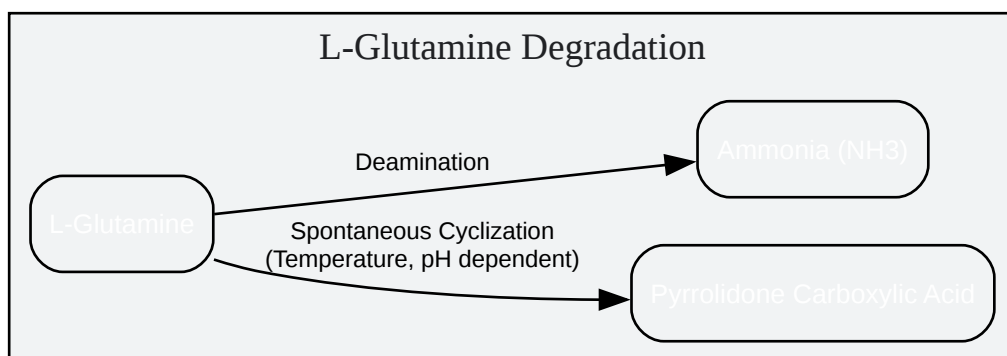 L-Glutamine Degradation
Ammonia (NH3)
Deamination
L-Glutamine
Spontaneous Cyclization
(Temperature, pH dependent)
Pyrrolidone Carboxylic Acid